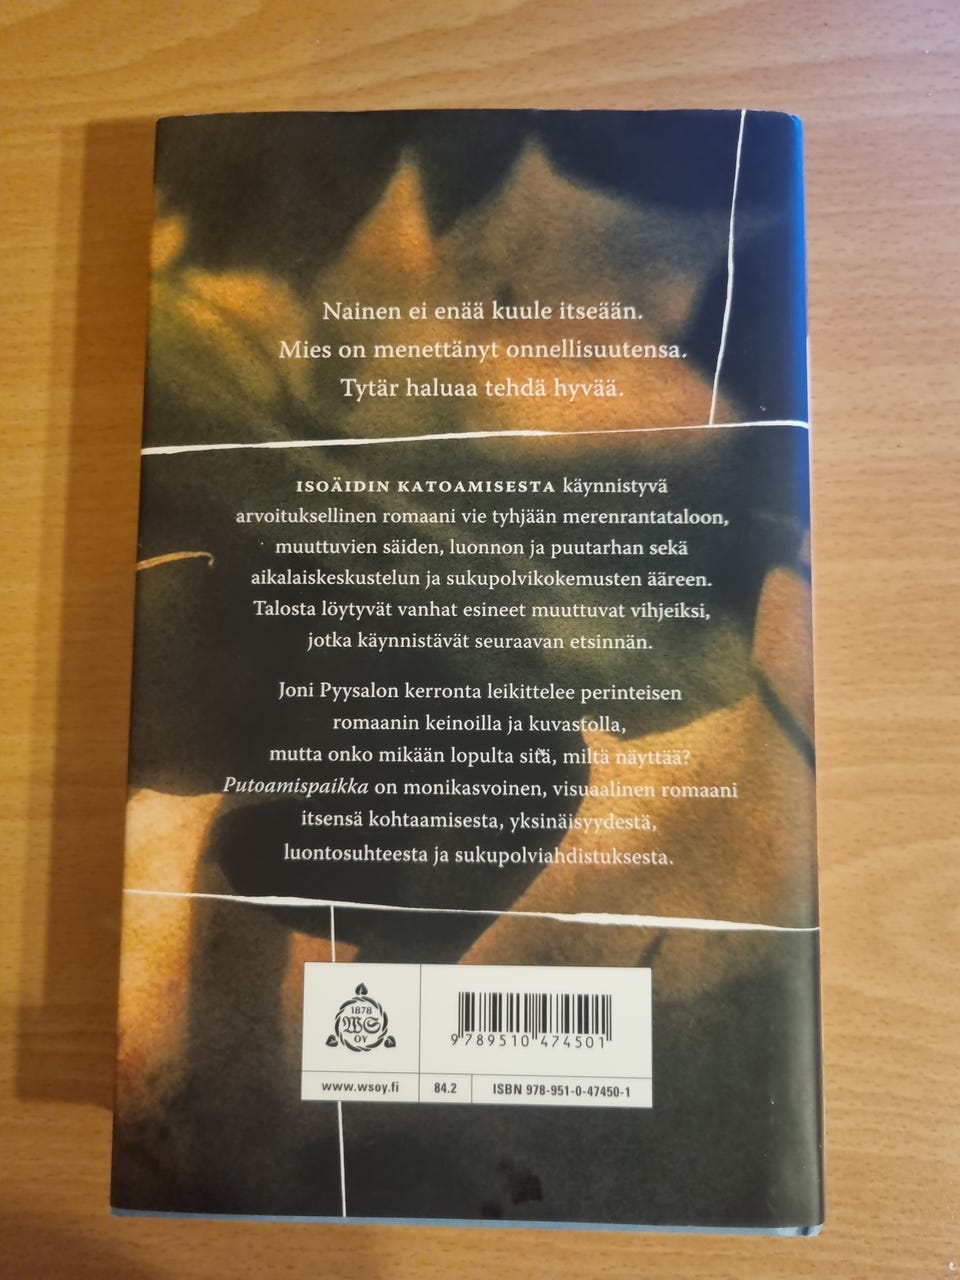 Nainen ei enää kuule itseään.
Mies on menettänyt onnellisuutensa.
Tytär haluaa tehdä hyvää.
ISOÄIDIN KATOAMISESTA käynnistyvä
arvoituksellinen romaani vie tyhjään merenrantataloon,
muuttuvien säiden, luonnon ja puutarhan sekä
aikalaiskeskustelun ja sukupolvikokemusten ääreen.
Talosta löytyvät vanhat esineet muuttuvat vihjeiksi,
jotka käynnistävät seuraavan etsinnän.
Joni Pyysalon kerronta leikittelee perinteisen
romaanin keinoilla ja kuvastolla,
mutta onko mikään lopulta sitä, miltä näyttää?
Putoamispaikka on monikasvoinen, visuaalinen romaani
itsensä kohtaamisesta, yksinäisyydestä,
luontosuhteesta ja sukupolviahdistuksesta.
1878
WS
OY
9 789510 474501
www.wsoy.fi
84.2
ISBN 978-951-0-47450-1